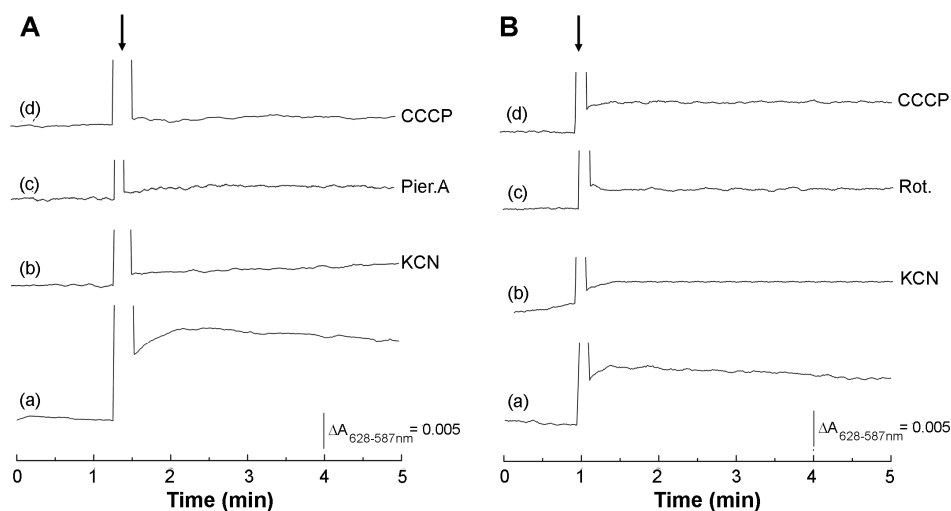 A
(d)
CCCP
(c)
Pier.A
(b)
KCN
(a)
ΔA628-587nm= 0.005
0 1 2 3 4 5
Time (min)
B
(d)
CCCP
(c)
Rot.
(b)
KCN
(a)
ΔA628-587nm= 0.005
0 1 2 3 4 5
Time (min)